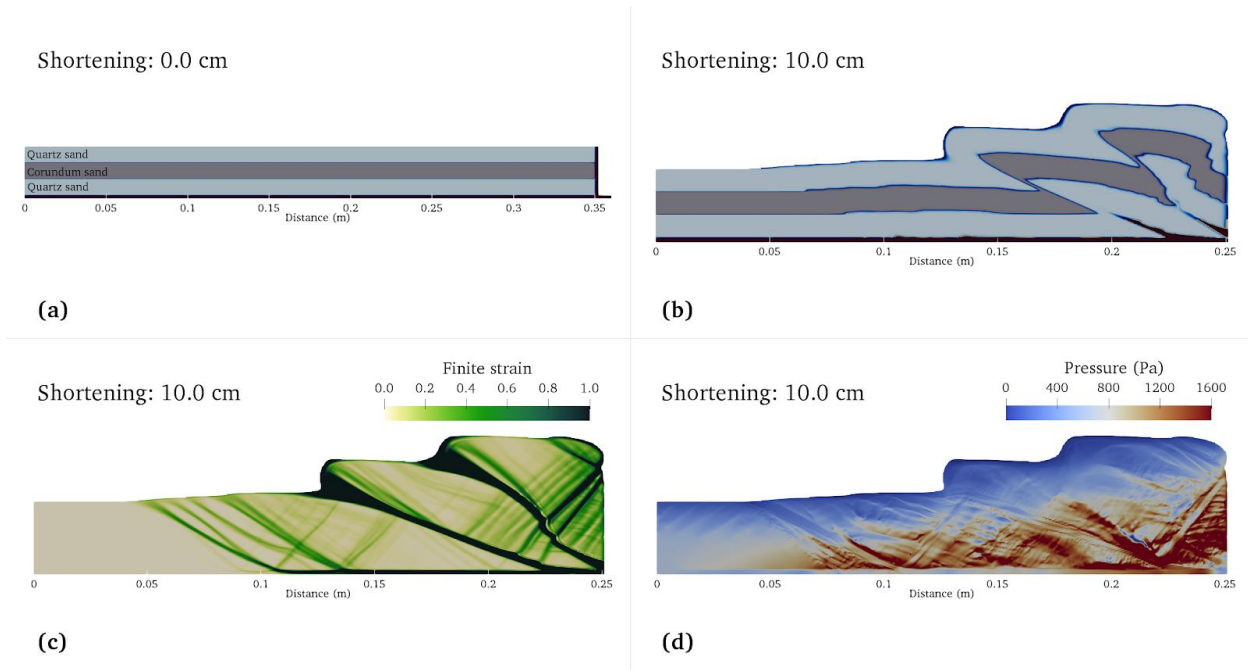 Shortening: 0.0 cm
Quartz sand
Corundum sand
Quartz sand
0 0.05 0.1 0.15 0.2 0.25 0.3 0.35
Distance (m)
(a)
Shortening: 10.0 cm
0 0.05 0.1 0.15 0.2 0.25
Distance (m)
(b)
Shortening: 10.0 cm
Finite strain
0.0 0.2 0.4 0.6 0.8 1.0
0 0.05 0.1 0.15 0.2 0.25
Distance (m)
(c)
Shortening: 10.0 cm
Pressure (Pa)
0 400 800 1200 1600
0 0.05 0.1 0.15 0.2 0.25
Distance (m)
(d)